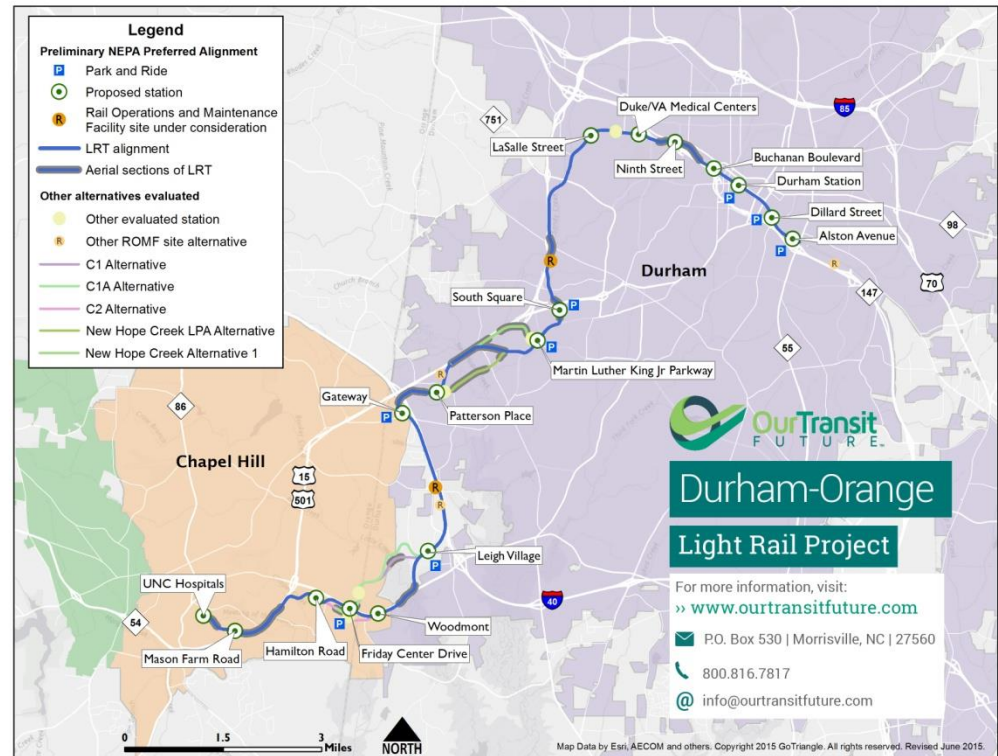 Legend
Preliminary NEPA Preferred Alignment
P Park and Ride
Proposed station
R Rail Operations and Maintenance
Facility site under consideration
LRT alignment
Aerial sections of LRT
Other alternatives evaluated
Other evaluated station
R Other ROMF site alternative
C1 Alternative
C1A Alternative
C2 Alternative
New Hope Creek LPA Alternative
New Hope Creek Alternative 1
751
Duke/VA Medical Centers
85
LaSalle Street
Ninth Street
Buchanan Boulevard
Durham Station
P
Dillard Street
P
98
Alston Avenue
P
R
R
Durham
70
147
South Square
P
55
P
Martin Luther King Jr Parkway
R
Gateway
P
Patterson Place
86
Chapel Hill
15
501
R
R
Leigh Village
P
40
UNC Hospitals
54
Mason Farm Road
Hamilton Road
P
Friday Center Drive
Woodmont
OurTransit
FUTURE
Durham-Orange
Light Rail Project
For more information, visit:
›› www.ourtransitfuture.com
P.O. Box 530 | Morrisville, NC | 27560
800.816.7817
@ info@ourtransitfuture.com
0 1.5 3
Miles
NORTH
Map Data by Esri, AECOM and others. Copyright 2015 GoTriangle. All rights reserved. Revised June 2015.